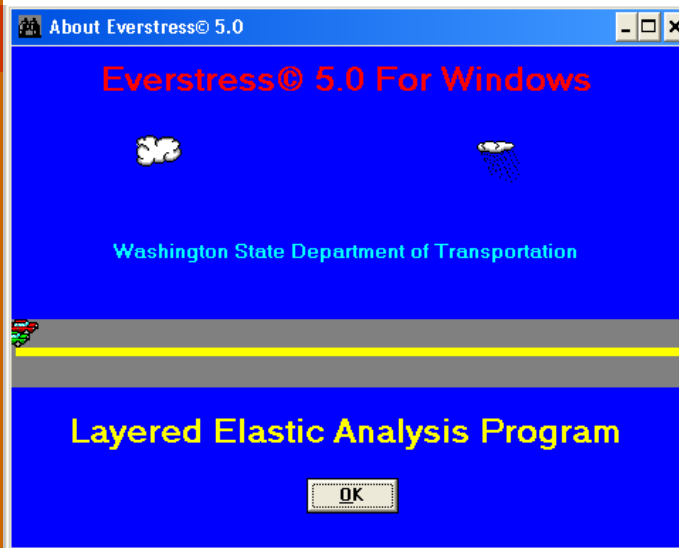 About Everstress© 5.0
Everstress© 5.0 For Windows
Washington State Department of Transportation
Layered Elastic Analysis Program
OK